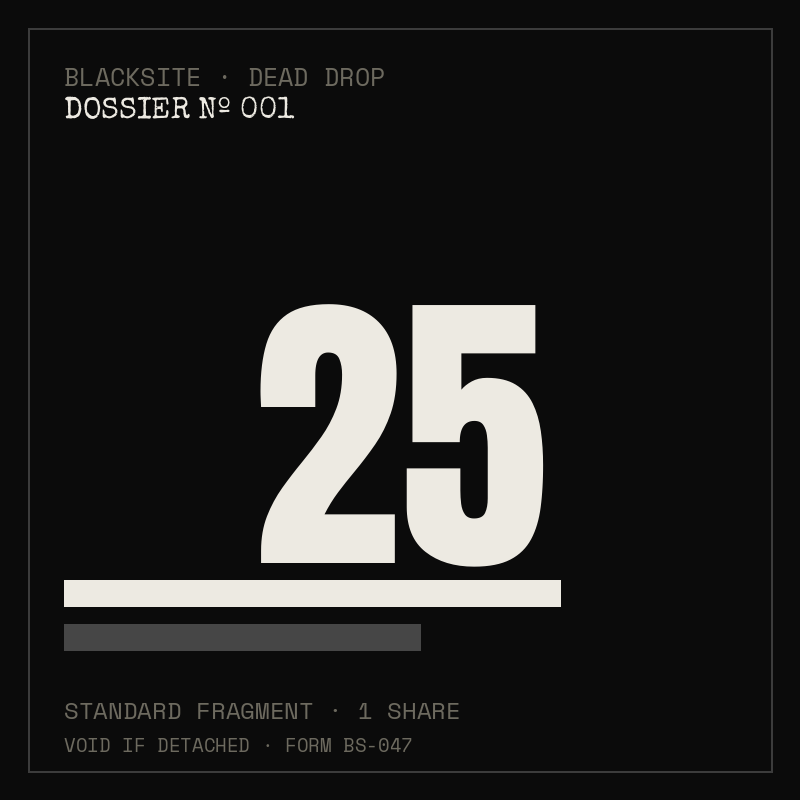 BLACKSITE · DEAD DROP
DOSSIER Nº 001
25
STANDARD FRAGMENT · 1 SHARE
VOID IF DETACHED · FORM BS-047